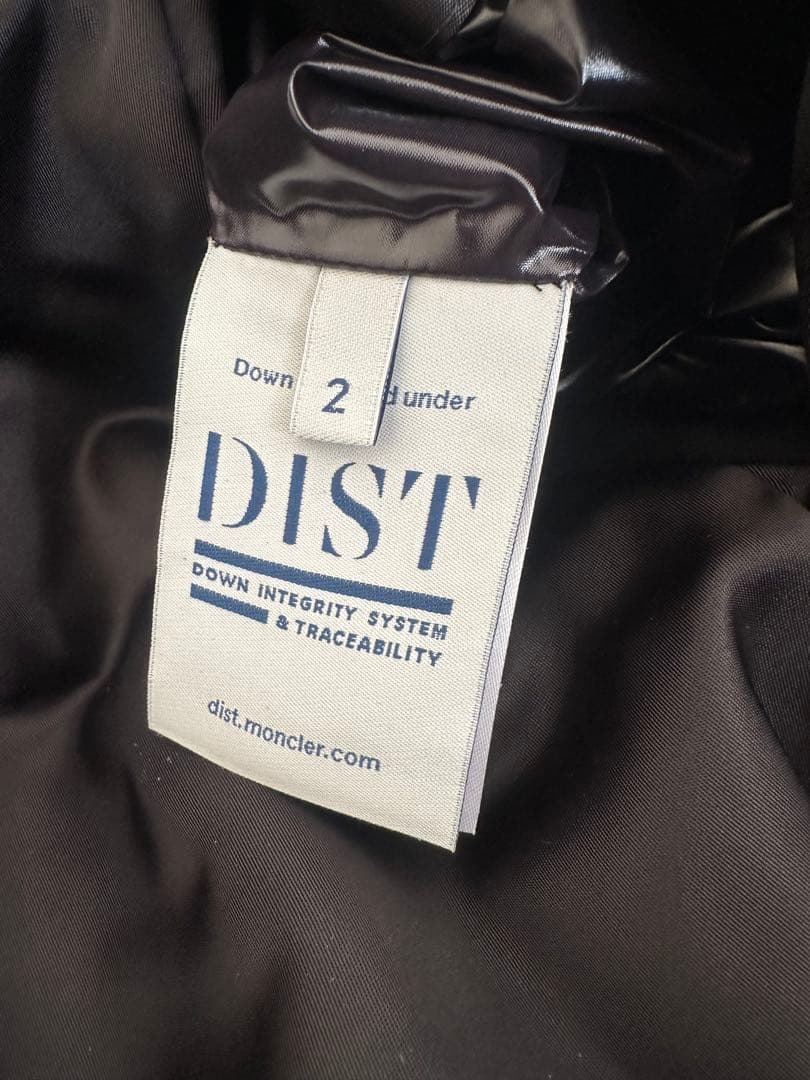 Down d under
2
DIST
DOWN INTEGRITY SYSTEM
& TRACEABILITY
dist.moncler.com